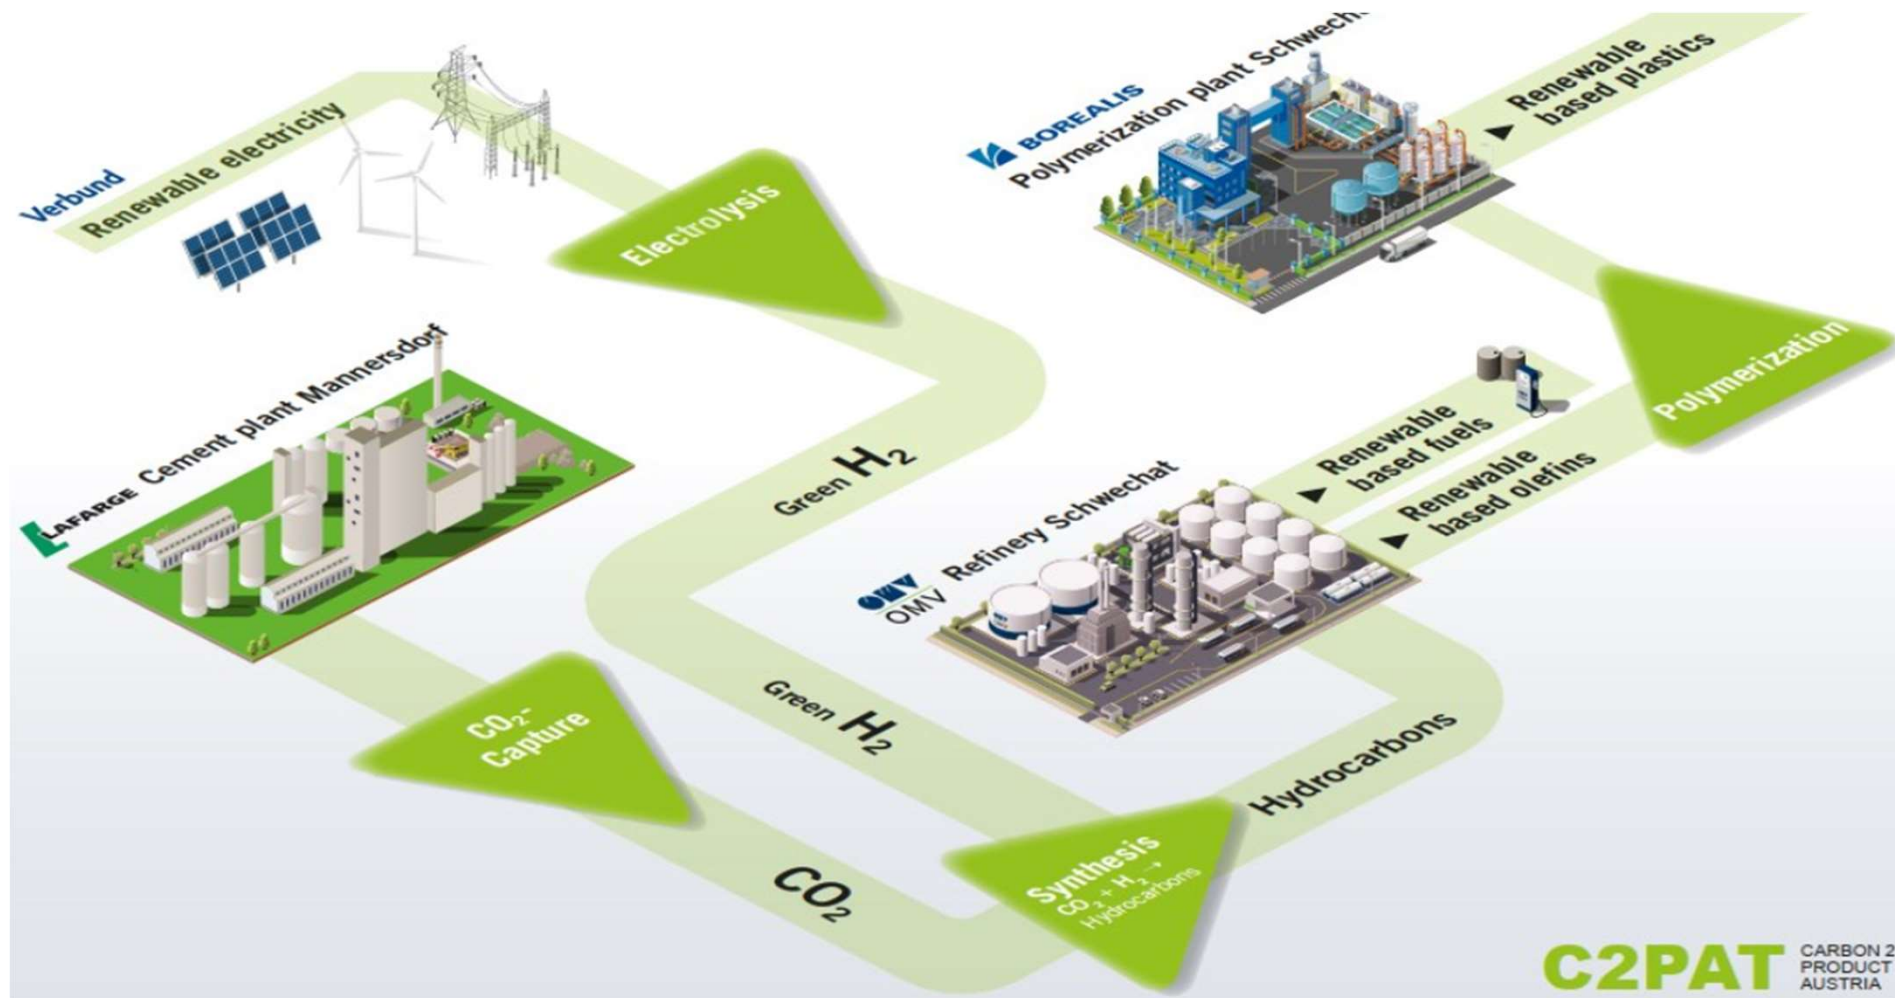 Verbund
Renewable electricity
Electrolysis
LAFARGE Cement plant Mannersdorf
Green H₂
CO₂-
Capture
Green H₂
CO₂
Synthesis
CO₂ + H₂ →
Hydrocarbons
Hydrocarbons
OMV
OMV Refinery Schwechat
Renewable
based fuels
Renewable
based olefins
Polymerization
BOREALIS
Polymerization plant Schwech
Renewable
based plastics
C2PAT
CARBON 2
PRODUCT
AUSTRIA